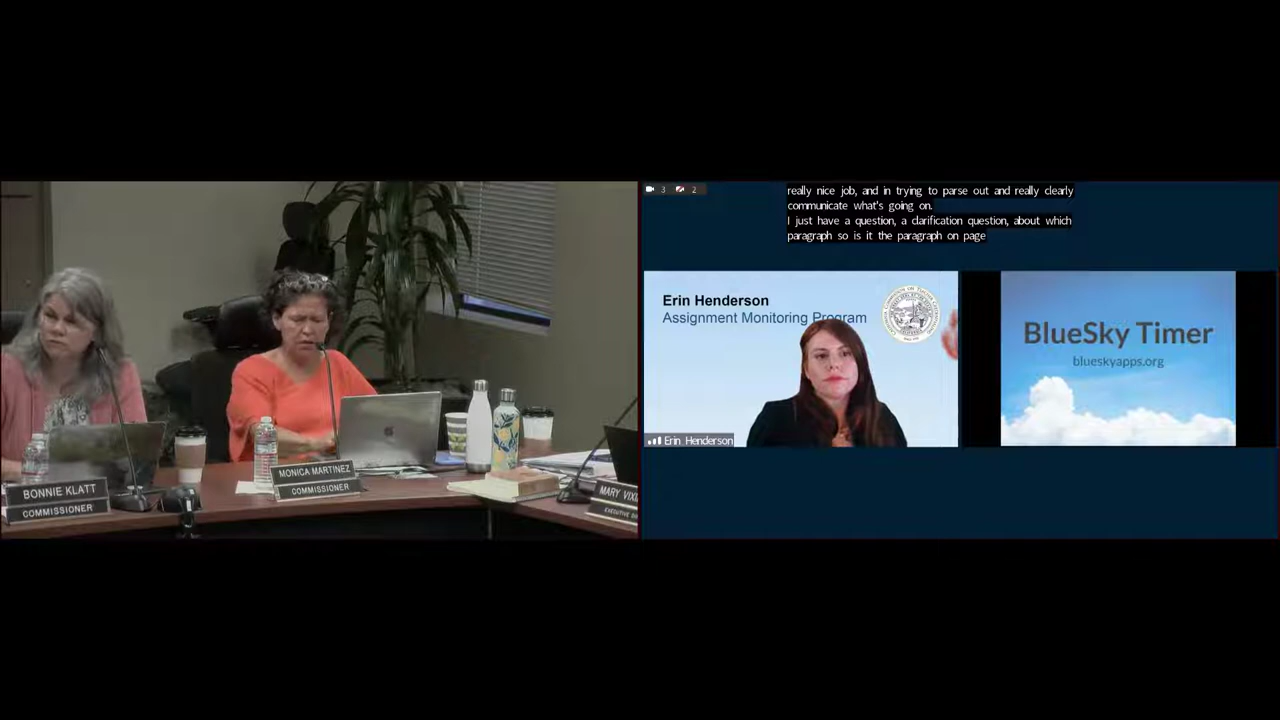 BONNIE KLATT
COMMISSIONER
MONICA MARTINEZ
COMMISSIONER
MARY
3 2
really nice job, and in trying to parse out and really clearly
communicate what's going on.
I just have a question, a clarification question, about which
paragraph so is it the paragraph on page
Erin Henderson
Assignment Monitoring Program
Erin Henderson
BlueSky Timer
blueskyapps.org